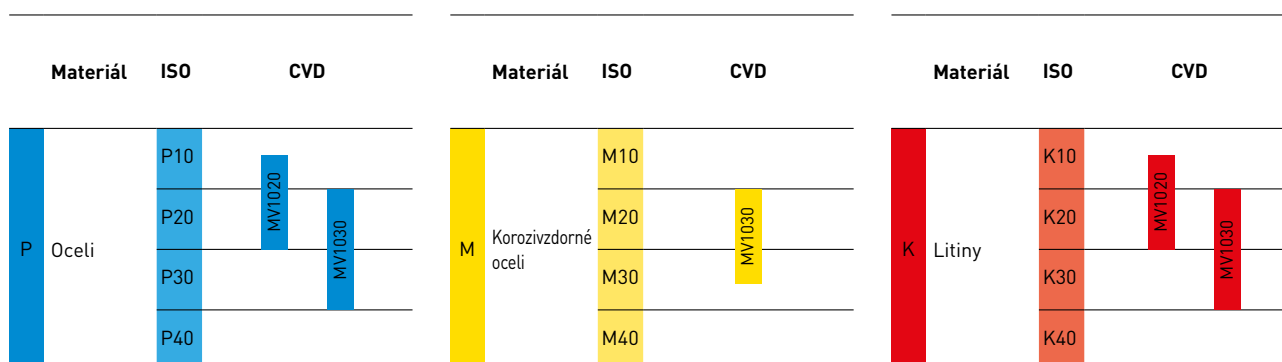 Materiál ISO CVD
P Oceli
P10
P20
P30
P40
MV1020
MV1030
Materiál ISO CVD
M Korozivzdorné
oceli
M10
M20
M30
M40
MV1030
Materiál ISO CVD
K Litiny
K10
K20
K30
K40
MV1020
MV1030